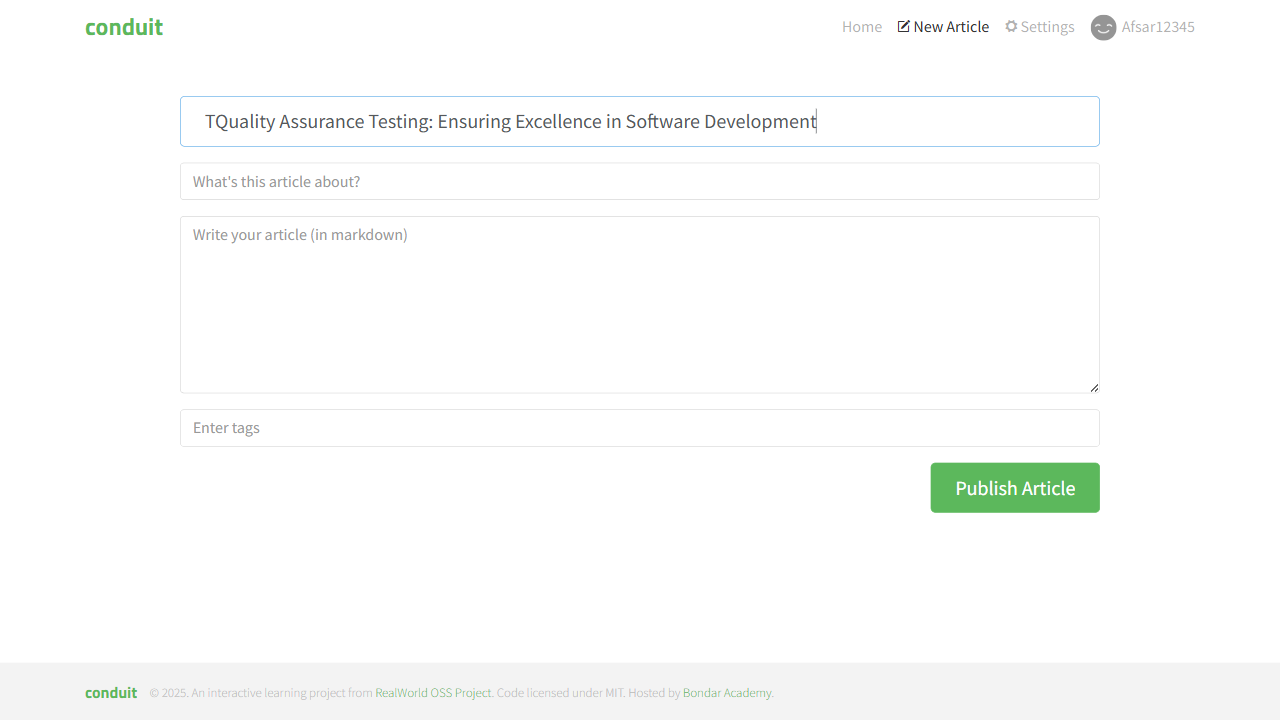 conduit
Home New Article Settings Afsar12345
TQuality Assurance Testing: Ensuring Excellence in Software Development
What's this article about?
Write your article (in markdown)
Enter tags
Publish Article
conduit © 2025. An interactive learning project from RealWorld OSS Project. Code licensed under MIT. Hosted by Bondar Academy.